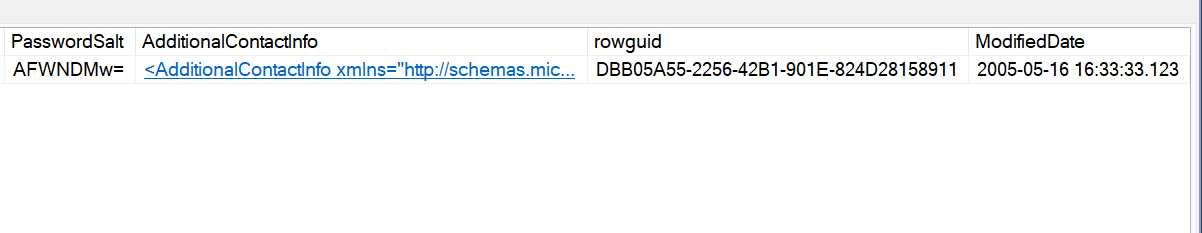 PasswordSalt AdditionalContactInfo rowguid ModifiedDate
AFWNDMw= <AdditionalContactInfo xmlns="http://schemas.mic... DBB05A55-2256-42B1-901E-824D28158911 2005-05-16 16:33:33.123